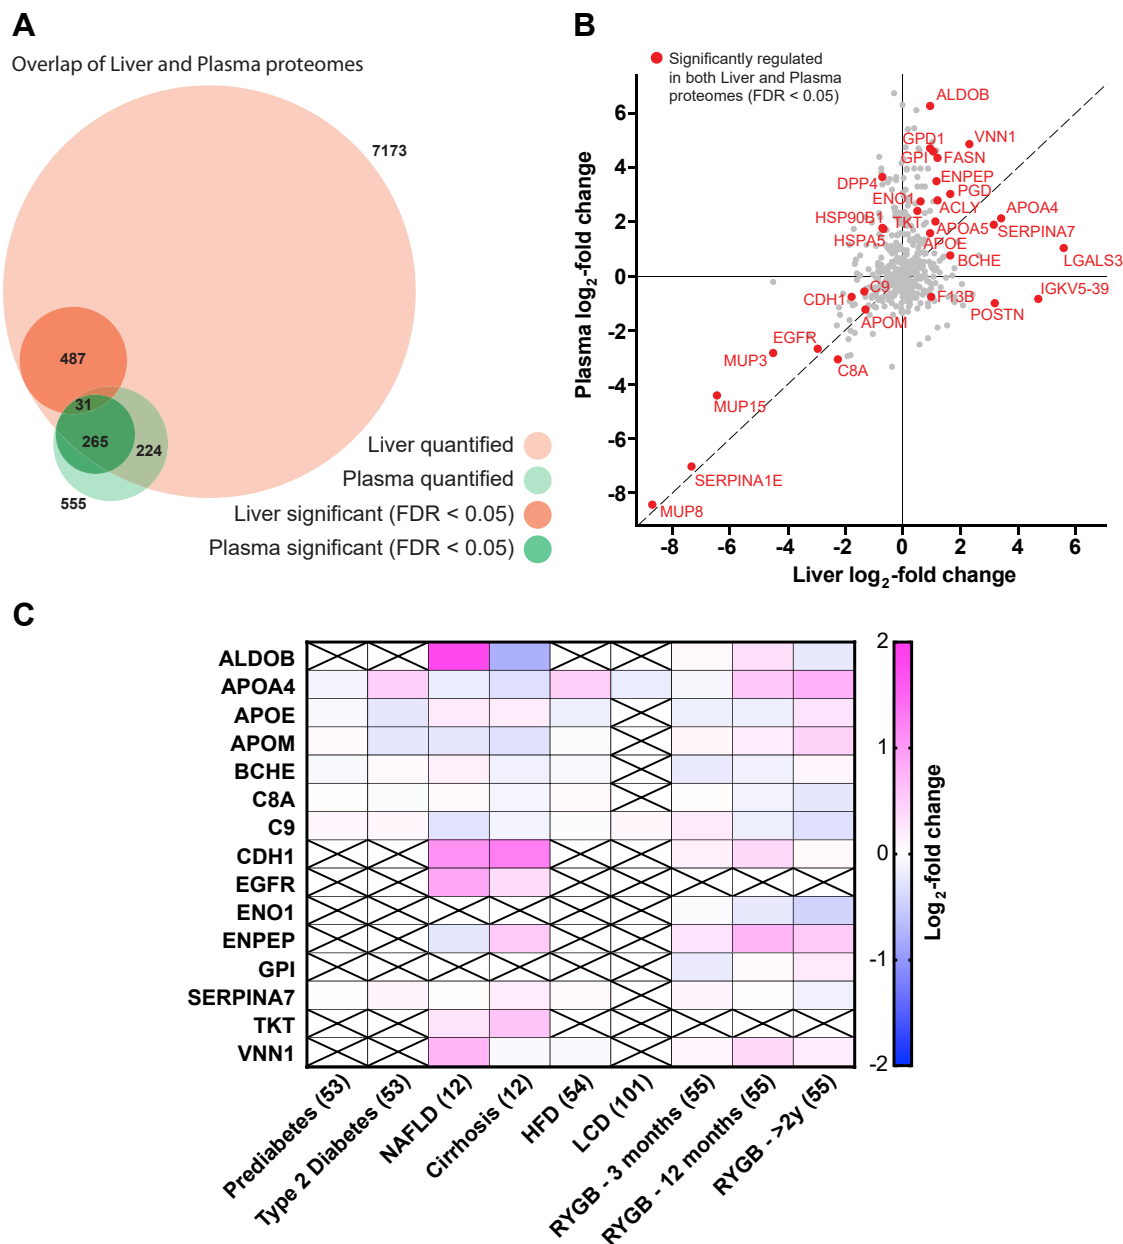 A
Overlap of Liver and Plasma proteomes
7173
487
31
265
224
555
Liver quantified
Plasma quantified
Liver significant (FDR < 0.05)
Plasma significant (FDR < 0.05)
B
Significantly regulated
in both Liver and Plasma
proteomes (FDR < 0.05)
Plasma log2-fold change
6
4
2
0
-2
-4
-6
-8
ALDOB
GPD1
VNN1
GPI
FASN
DPP4
ENPEP
PGD
ENO1
ACLY
APOA4
HSP90B1
TKT
APOA5
SERPINA7
HSPA5
APOE
BCHE
LGALS3
C9
IGKV5-39
CDH1
F13B
POSTN
APOM
EGFR
MUP3
C8A
MUP15
SERPINA1E
MUP8
-8 -6 -4 -2 0 2 4 6
Liver log2-fold change
C
ALDOB
APOA4
APOE
APOM
BCHE
C8A
C9
CDH1
EGFR
ENO1
ENPEP
GPI
SERPINA7
TKT
VNN1
Prediabetes (53)
Type 2 Diabetes (53)
NAFLD (12)
Cirrhosis (12)
HFD (54)
LCD (101)
RYGB - 3 months (55)
RYGB - 12 months (55)
RYGB - >2y (55)
2
1
0
-1
-2
Log2-fold change